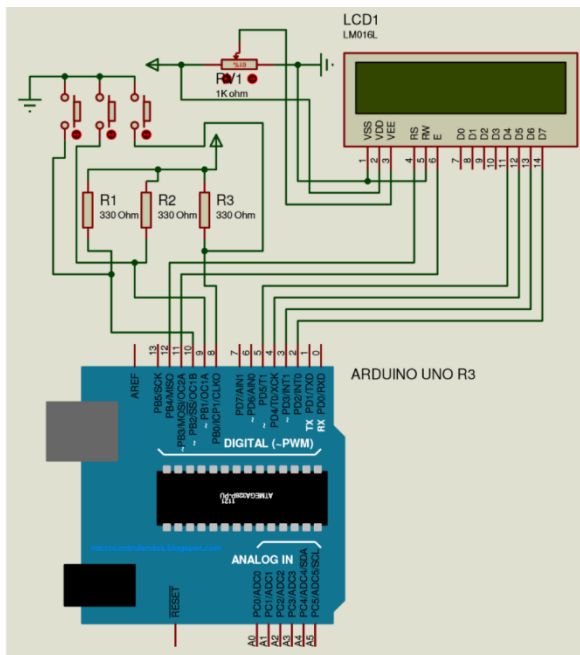 LCD1
LM016L
RV1
1K ohm
VSS VDD VEE RS RW E D0 D1 D2 D3 D4 D5 D6 D7
1 2 3 4 5 6 7 8 9 10 11 12 13 14
R1 R2 R3
330 Ohm 330 Ohm 330 Ohm
13 12 11 10 9 8 7 6 5 4 3 2 1 0
ARDUINO UNO R3
AREF
PB5/SCK
PB4/MISO
~PB3/MOSI/OC2A
~PB2/SS/OC1B
~PB1/OC1A
PB0/ICP1/CLKO
PD7/AIN1
~PD6/AIN0
~PD5/T1
PD4/T0/XCK
~PD3/INT1
PD2/INT0
TX PD1/TXD
RX PD0/RXD
DIGITAL (~PWM)
1121
microcontrolandos.blogspot.com
ANALOG IN
RESET
PC0/ADC0
PC1/ADC1
PC2/ADC2
PC3/ADC3
PC4/ADC4/SDA
PC5/ADC5/SCL
A0 A1 A2 A3 A4 A5